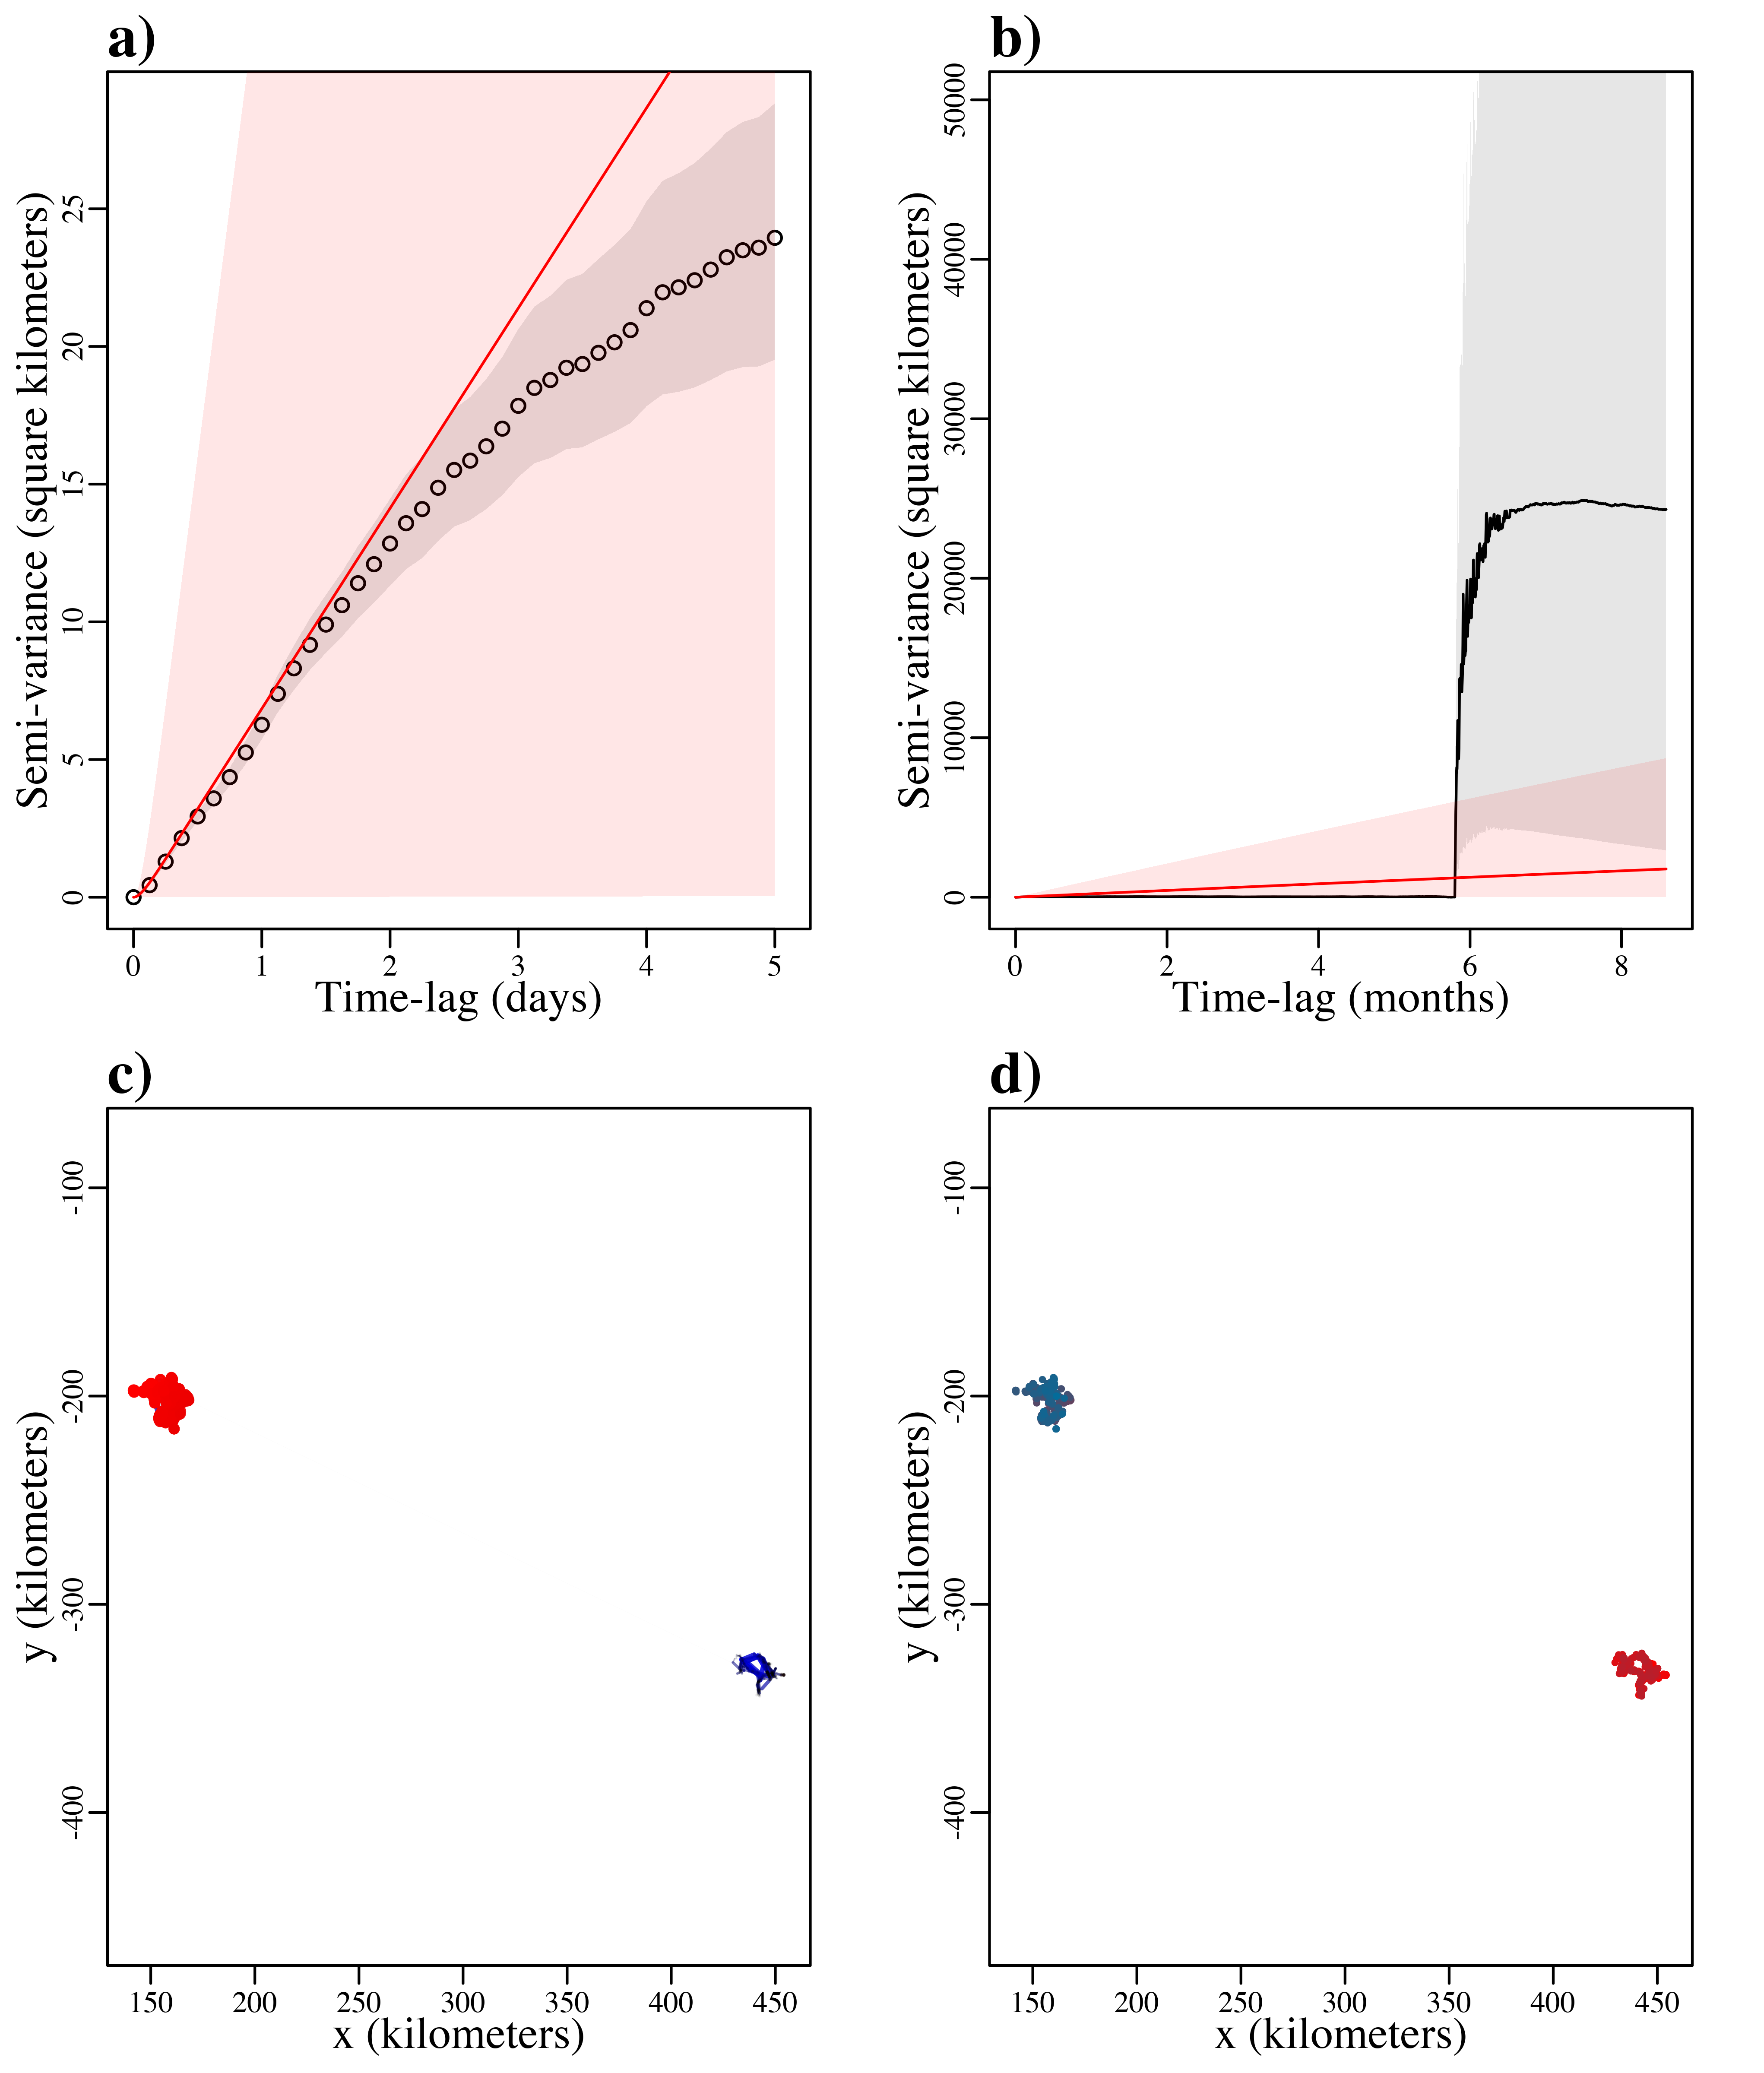 a)
Semi-variance (square kilometers)
0 5 10 15 20 25
0 1 2 3 4 5
Time-lag (days)
b)
Semi-variance (square kilometers)
0 10000 20000 30000 40000 50000
0 2 4 6 8
Time-lag (months)
c)
y (kilometers)
-400 -300 -200 -100
150 200 250 300 350 400 450
x (kilometers)
d)
y (kilometers)
-400 -300 -200 -100
150 200 250 300 350 400 450
x (kilometers)